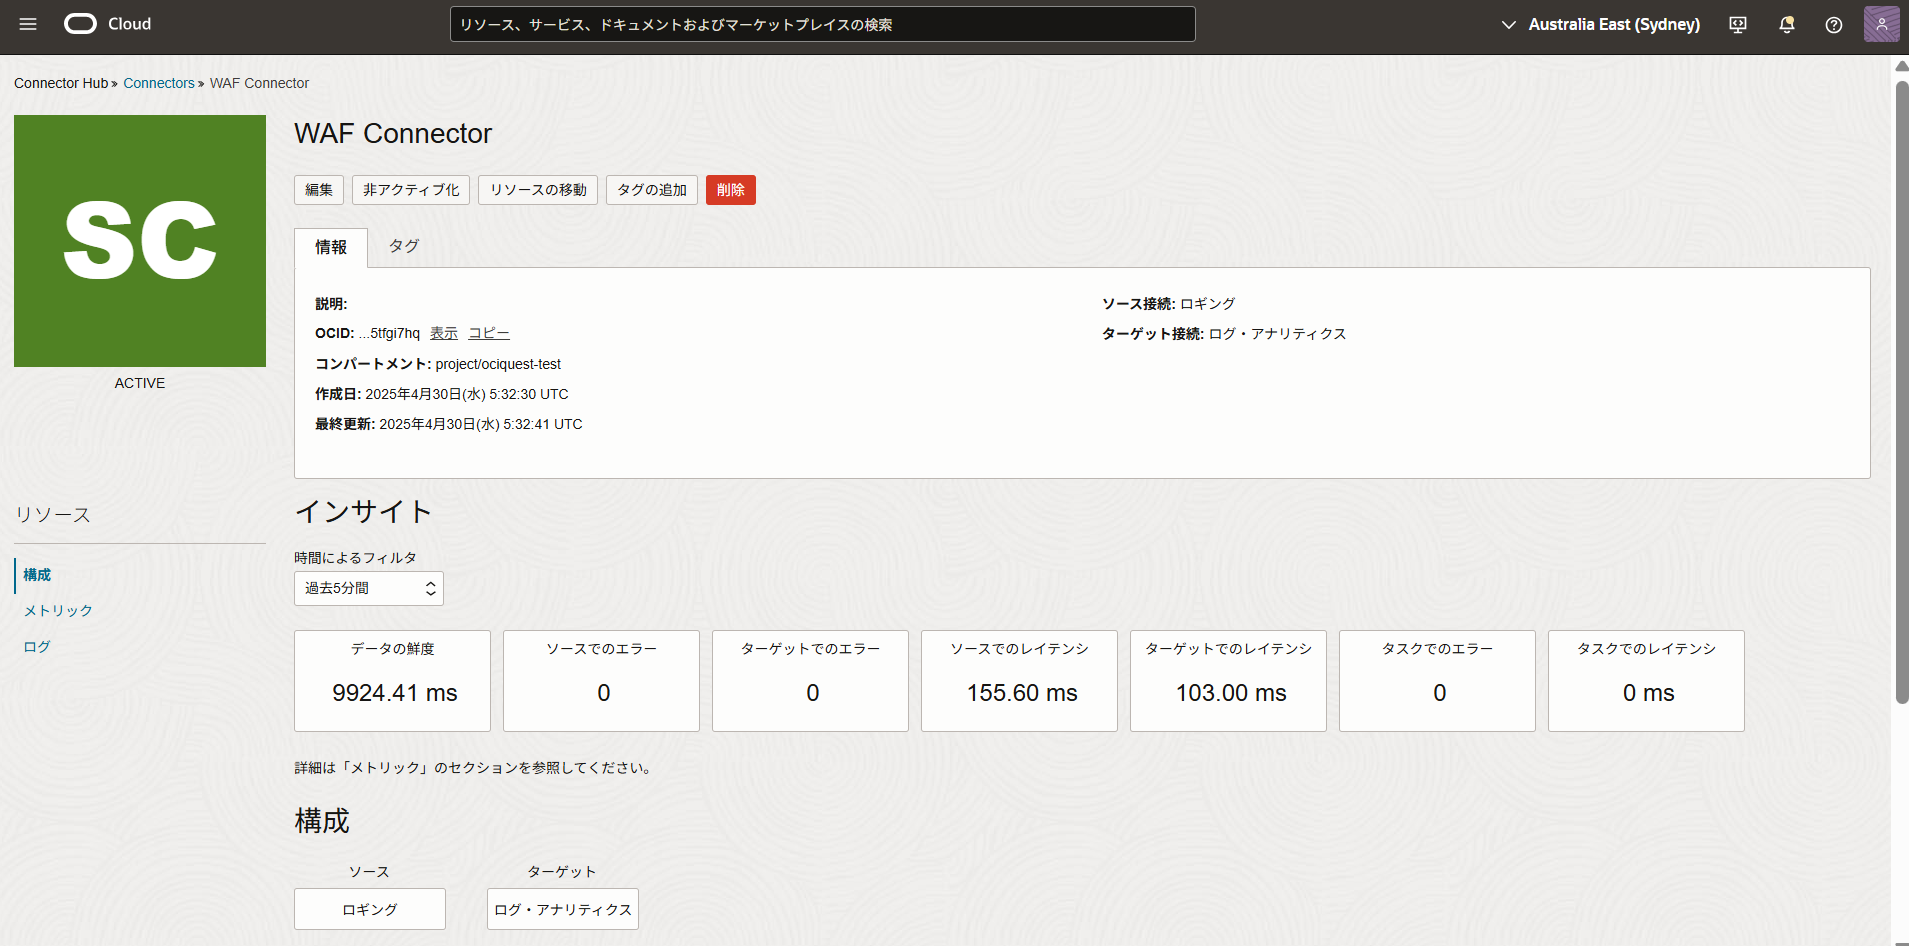 Cloud
リソース、サービス、ドキュメントおよびマーケットプレイスの検索
Australia East (Sydney)
Connector Hub » Connectors » WAF Connector
SC
ACTIVE
WAF Connector
編集 非アクティブ化 リソースの移動 タグの追加 削除
情報 タグ
説明:
OCID: ...5tfgi7hq 表示 コピー
コンパートメント: project/ociquest-test
作成日: 2025年4月30日(水) 5:32:30 UTC
最終更新: 2025年4月30日(水) 5:32:41 UTC
ソース接続: ロギング
ターゲット接続: ログ・アナリティクス
リソース
構成
メトリック
ログ
インサイト
時間によるフィルタ
過去5分間
データの鮮度
9924.41 ms
ソースでのエラー
0
ターゲットでのエラー
0
ソースでのレイテンシ
155.60 ms
ターゲットでのレイテンシ
103.00 ms
タスクでのエラー
0
タスクでのレイテンシ
0 ms
詳細は「メトリック」のセクションを参照してください。
構成
ソース
ロギング
ターゲット
ログ・アナリティクス